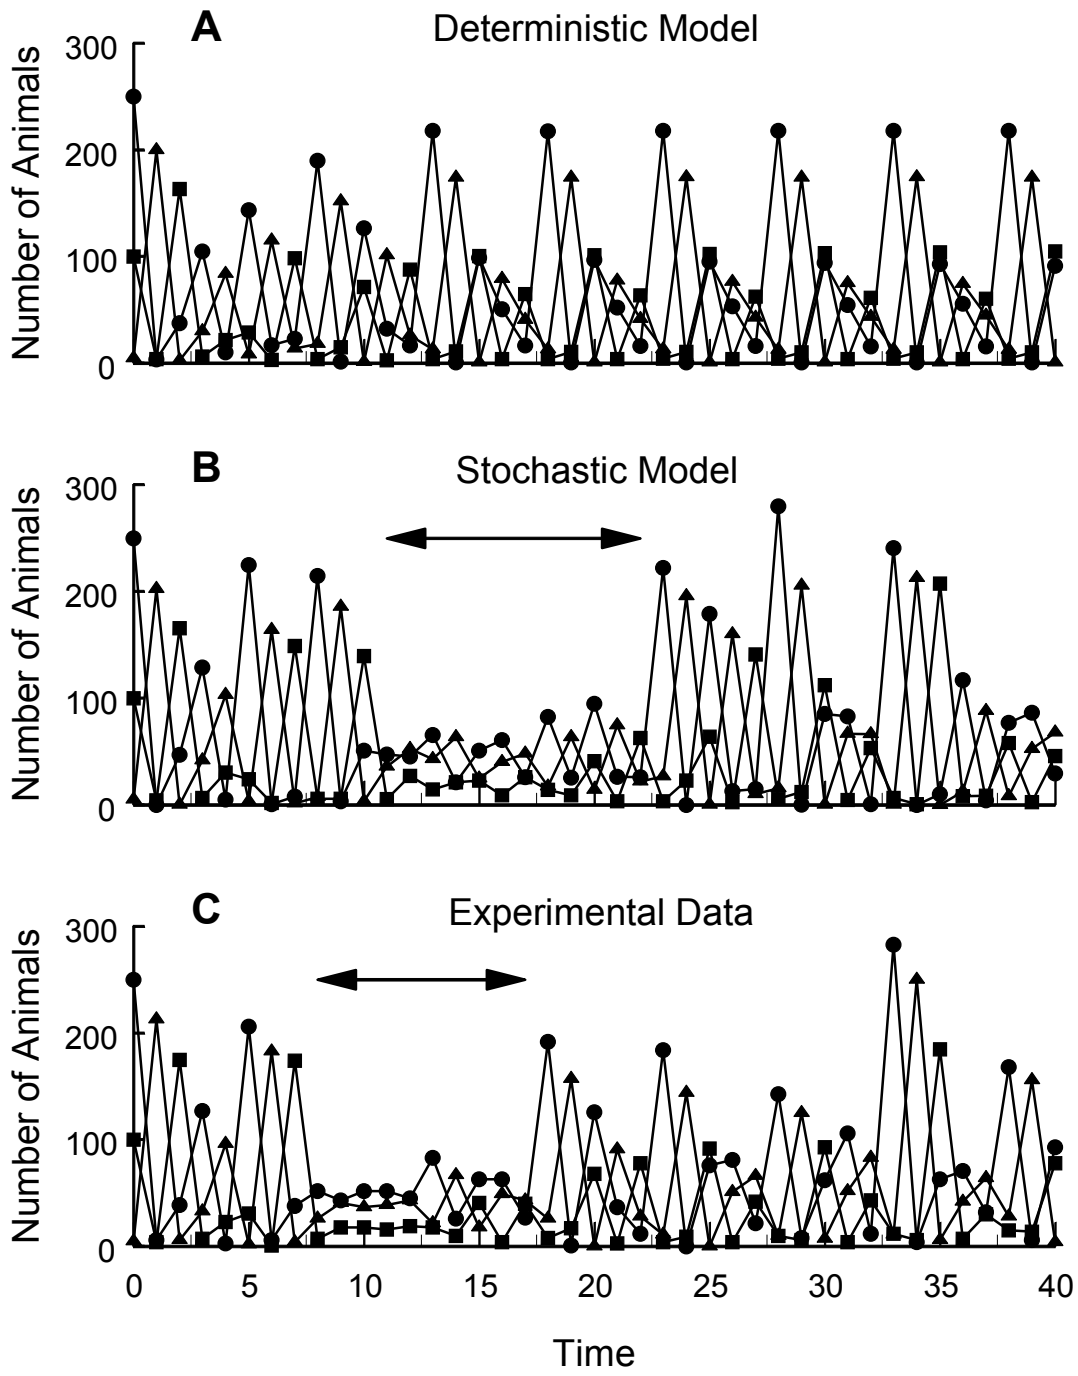 A
Deterministic Model
Number of Animals
300
200
100
0
B
Stochastic Model
Number of Animals
300
200
100
0
C
Experimental Data
Number of Animals
300
200
100
0
0 5 10 15 20 25 30 35 40
Time